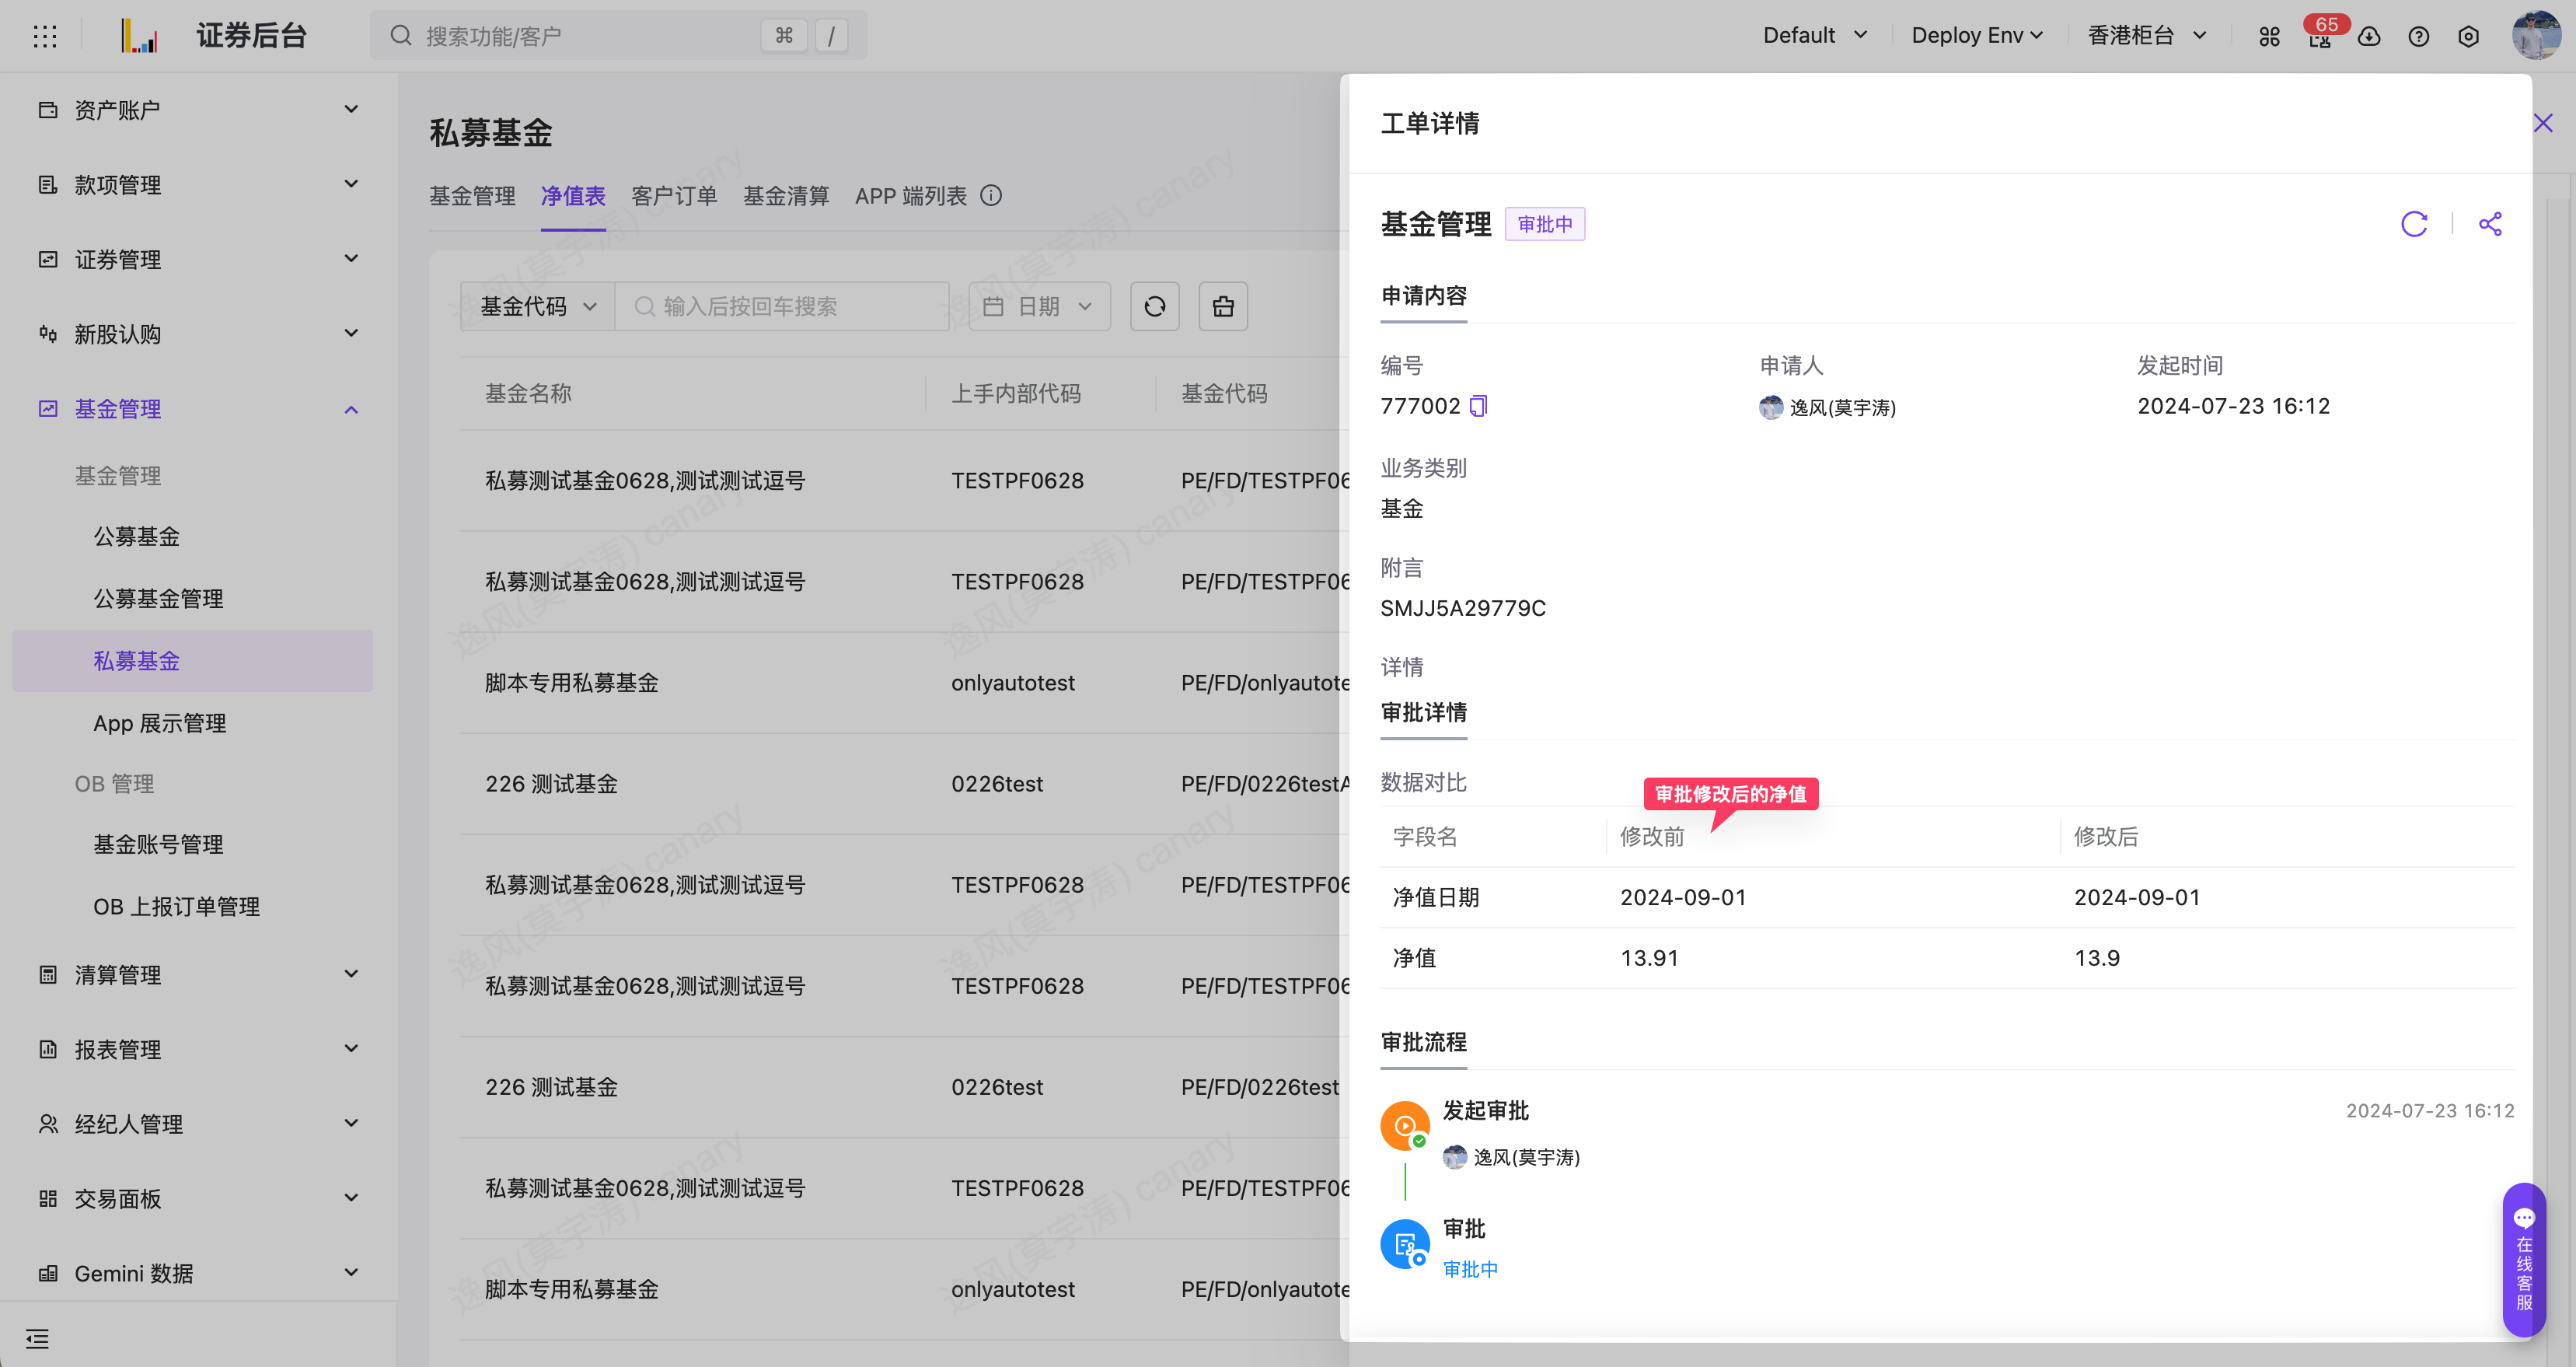 证券后台
搜索功能/客户
⌘ /
Default
Deploy Env
香港柜台
65
资产账户
款项管理
证券管理
新股认购
基金管理
基金管理
公募基金
公募基金管理
私募基金
App 展示管理
OB 管理
基金账号管理
OB 上报订单管理
清算管理
报表管理
经纪人管理
交易面板
Gemini 数据
私募基金
基金管理 净值表 客户订单 基金清算 APP 端列表
基金代码 输入后按回车搜索 日期
基金名称 上手内部代码 基金代码
私募测试基金0628,测试测试逗号 TESTPF0628 PE/FD/TESTPF06
私募测试基金0628,测试测试逗号 TESTPF0628 PE/FD/TESTPF06
脚本专用私募基金 onlyautotest PE/FD/onlyautote
226 测试基金 0226test PE/FD/0226testA
私募测试基金0628,测试测试逗号 TESTPF0628 PE/FD/TESTPF06
私募测试基金0628,测试测试逗号 TESTPF0628 PE/FD/TESTPF06
226 测试基金 0226test PE/FD/0226test
私募测试基金0628,测试测试逗号 TESTPF0628 PE/FD/TESTPF06
脚本专用私募基金 onlyautotest PE/FD/onlyautote
逸风(莫宇涛) canary
工单详情
基金管理 审批中
申请内容
编号 申请人 发起时间
777002 逸风(莫宇涛) 2024-07-23 16:12
业务类别
基金
附言
SMJJ5A29779C
详情
审批详情
数据对比
审批修改后的净值
字段名 修改前 修改后
净值日期 2024-09-01 2024-09-01
净值 13.91 13.9
审批流程
发起审批 2024-07-23 16:12
逸风(莫宇涛)
审批
审批中
在线客服